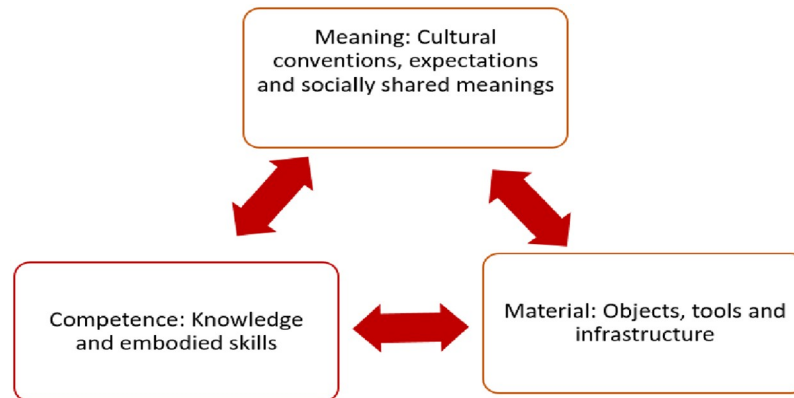 Meaning: Cultural
conventions, expectations
and socially shared meanings
Competence: Knowledge
and embodied skills
Material: Objects, tools and
infrastructure